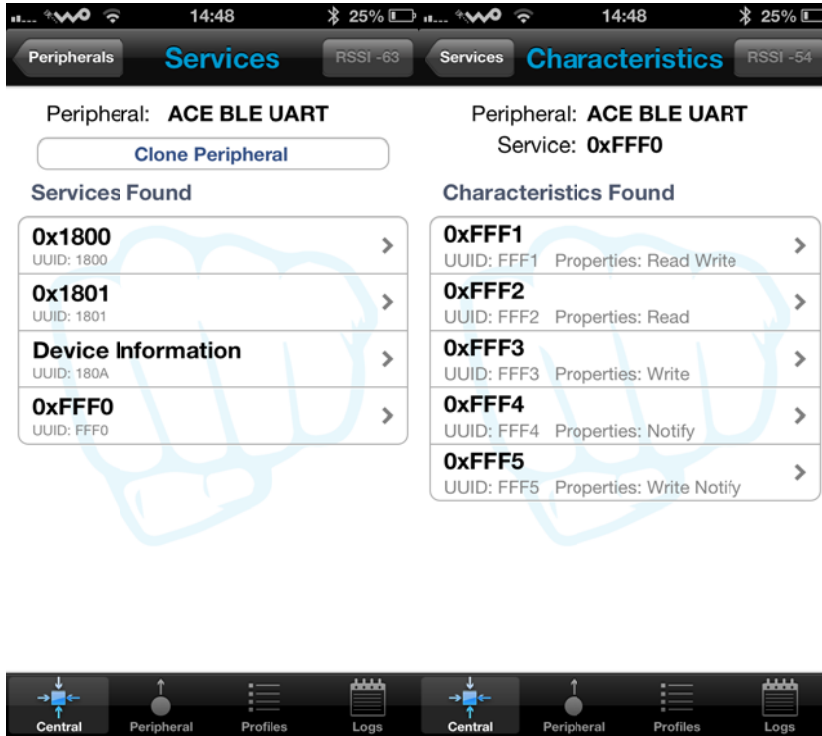 14:48
25%
Peripherals
Services
RSSI -63
Peripheral: ACE BLE UART
Clone Peripheral
Services Found
0x1800
UUID: 1800
0x1801
UUID: 1801
Device Information
UUID: 180A
0xFFF0
UUID: FFF0
Central
Peripheral
Profiles
Logs
14:48
25%
Services
Characteristics
RSSI -54
Peripheral: ACE BLE UART
Service: 0xFFF0
Characteristics Found
0xFFF1
UUID: FFF1 Properties: Read Write
0xFFF2
UUID: FFF2 Properties: Read
0xFFF3
UUID: FFF3 Properties: Write
0xFFF4
UUID: FFF4 Properties: Notify
0xFFF5
UUID: FFF5 Properties: Write Notify
Central
Peripheral
Profiles
Logs